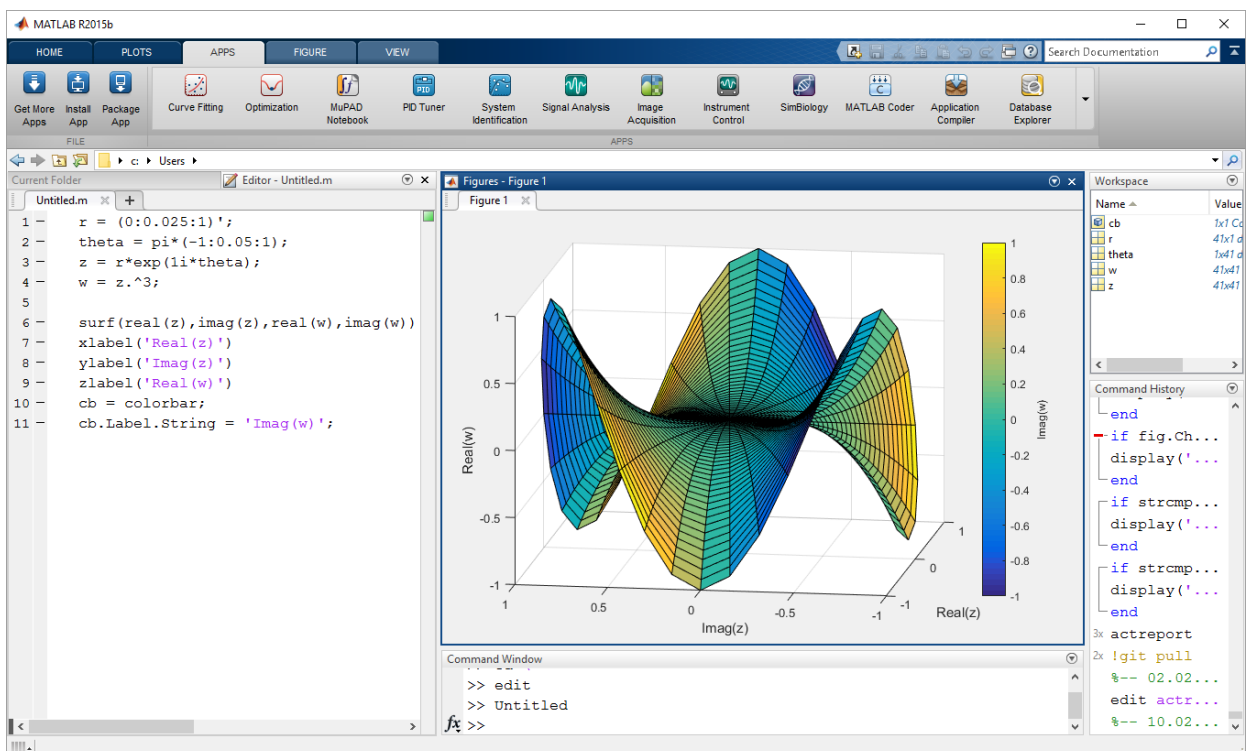 MATLAB R2015b
HOME PLOTS APPS FIGURE VIEW Search Documentation
Get More Apps Install App Package App Curve Fitting Optimization MuPAD Notebook PID PID Tuner System Identification Signal Analysis Image Acquisition Instrument Control SimBiology MATLAB Coder Application Compiler Database Explorer
FILE APPS
c: Users
Current Folder Editor - Untitled.m
Untitled.m
1 r = (0:0.025:1)';
2 theta = pi*(-1:0.05:1);
3 z = r*exp(1i*theta);
4 w = z.^3;
5
6 surf(real(z),imag(z),real(w),imag(w))
7 xlabel('Real(z)')
8 ylabel('Imag(z)')
9 zlabel('Real(w)')
10 cb = colorbar;
11 cb.Label.String = 'Imag(w)';
Figures - Figure 1
Figure 1
1
0.5
0
-0.5
-1
Real(w)
1 0.5 0 -0.5 -1
Imag(z)
-1 0 1
Real(z)
1
0.8
0.6
0.4
0.2
0
-0.2
-0.4
-0.6
-0.8
-1
Imag(w)
Command Window
>> edit
>> Untitled
fx >>
Workspace
Name Value
cb 1x1 Co
r 41x1 d
theta 1x41 d
w 41x41
z 41x41
Command History
end
if fig.Ch...
display('...
end
if strcmp...
display('...
end
if strcmp...
display('...
end
3x actreport
2x !git pull
%-- 02.02...
edit actr...
%-- 10.02...